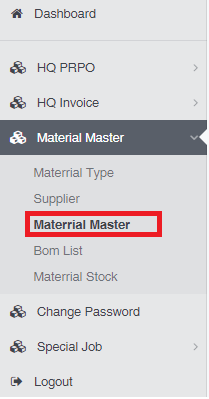 Dashboard
HQ PRPO
HQ Invoice
Material Master
Materrial Type
Supplier
Materrial Master
Bom List
Materrial Stock
Change Password
Special Job
Logout